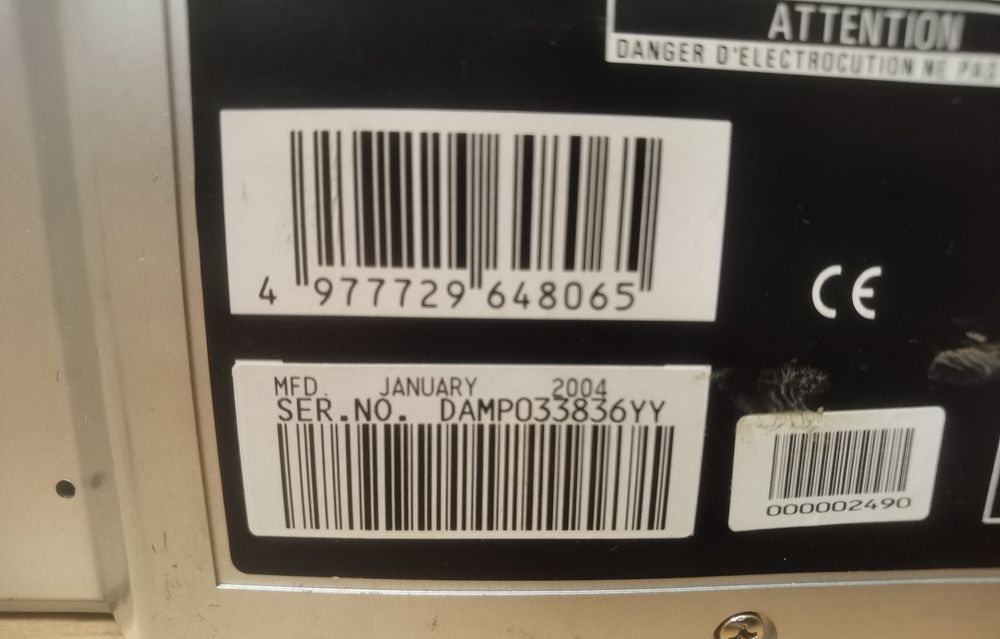 ATTENTION
DANGER D'ELECTROCUTION NE PAS
4 977729 648065
CE
MFD. JANUARY 2004
SER.NO. DAMP033836YY
000002490